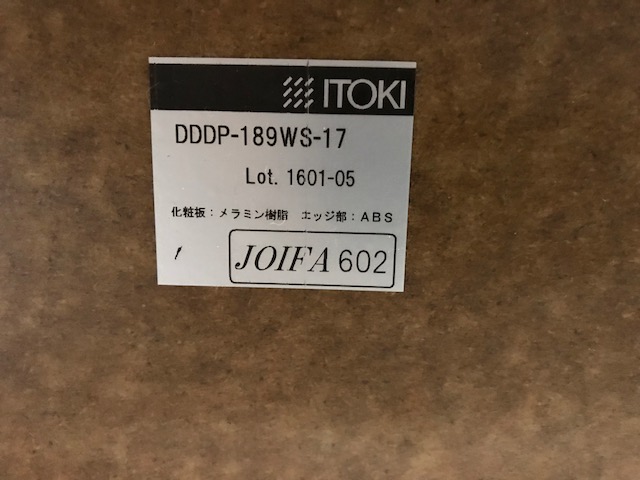 ITOKI
DDDP-189WS-17
Lot. 1601-05
化粧板：メラミン樹脂 エッジ部：ABS
JOIFA 602